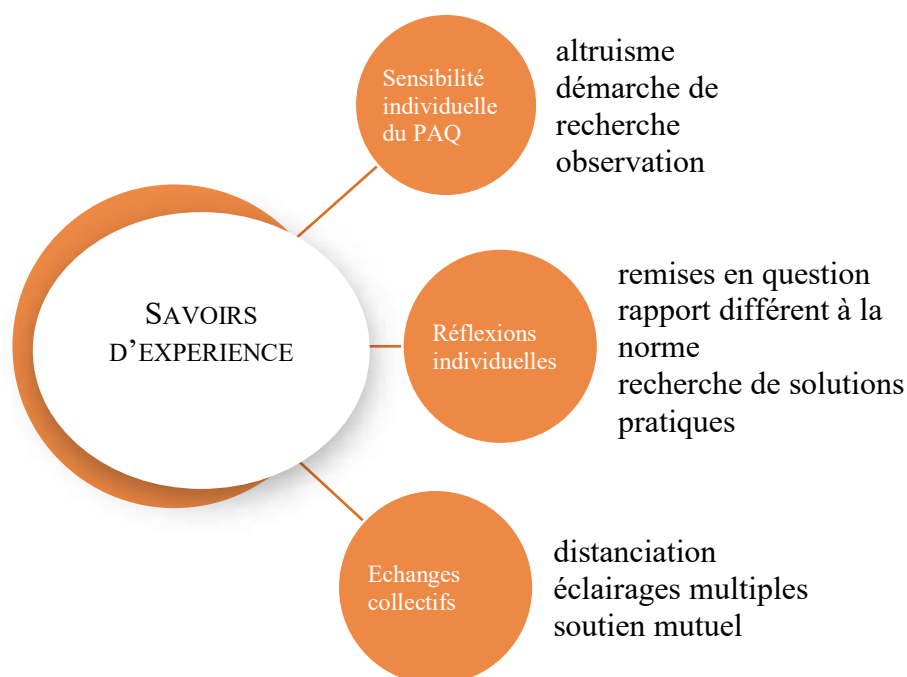 Sensibilité
individuelle
du PAQ
altruisme
démarche de
recherche
observation
SAVOIRS
D’EXPERIENCE
Réflexions
individuelles
remises en question
rapport différent à la
norme
recherche de solutions
pratiques
Echanges
collectifs
distanciation
éclairages multiples
soutien mutuel